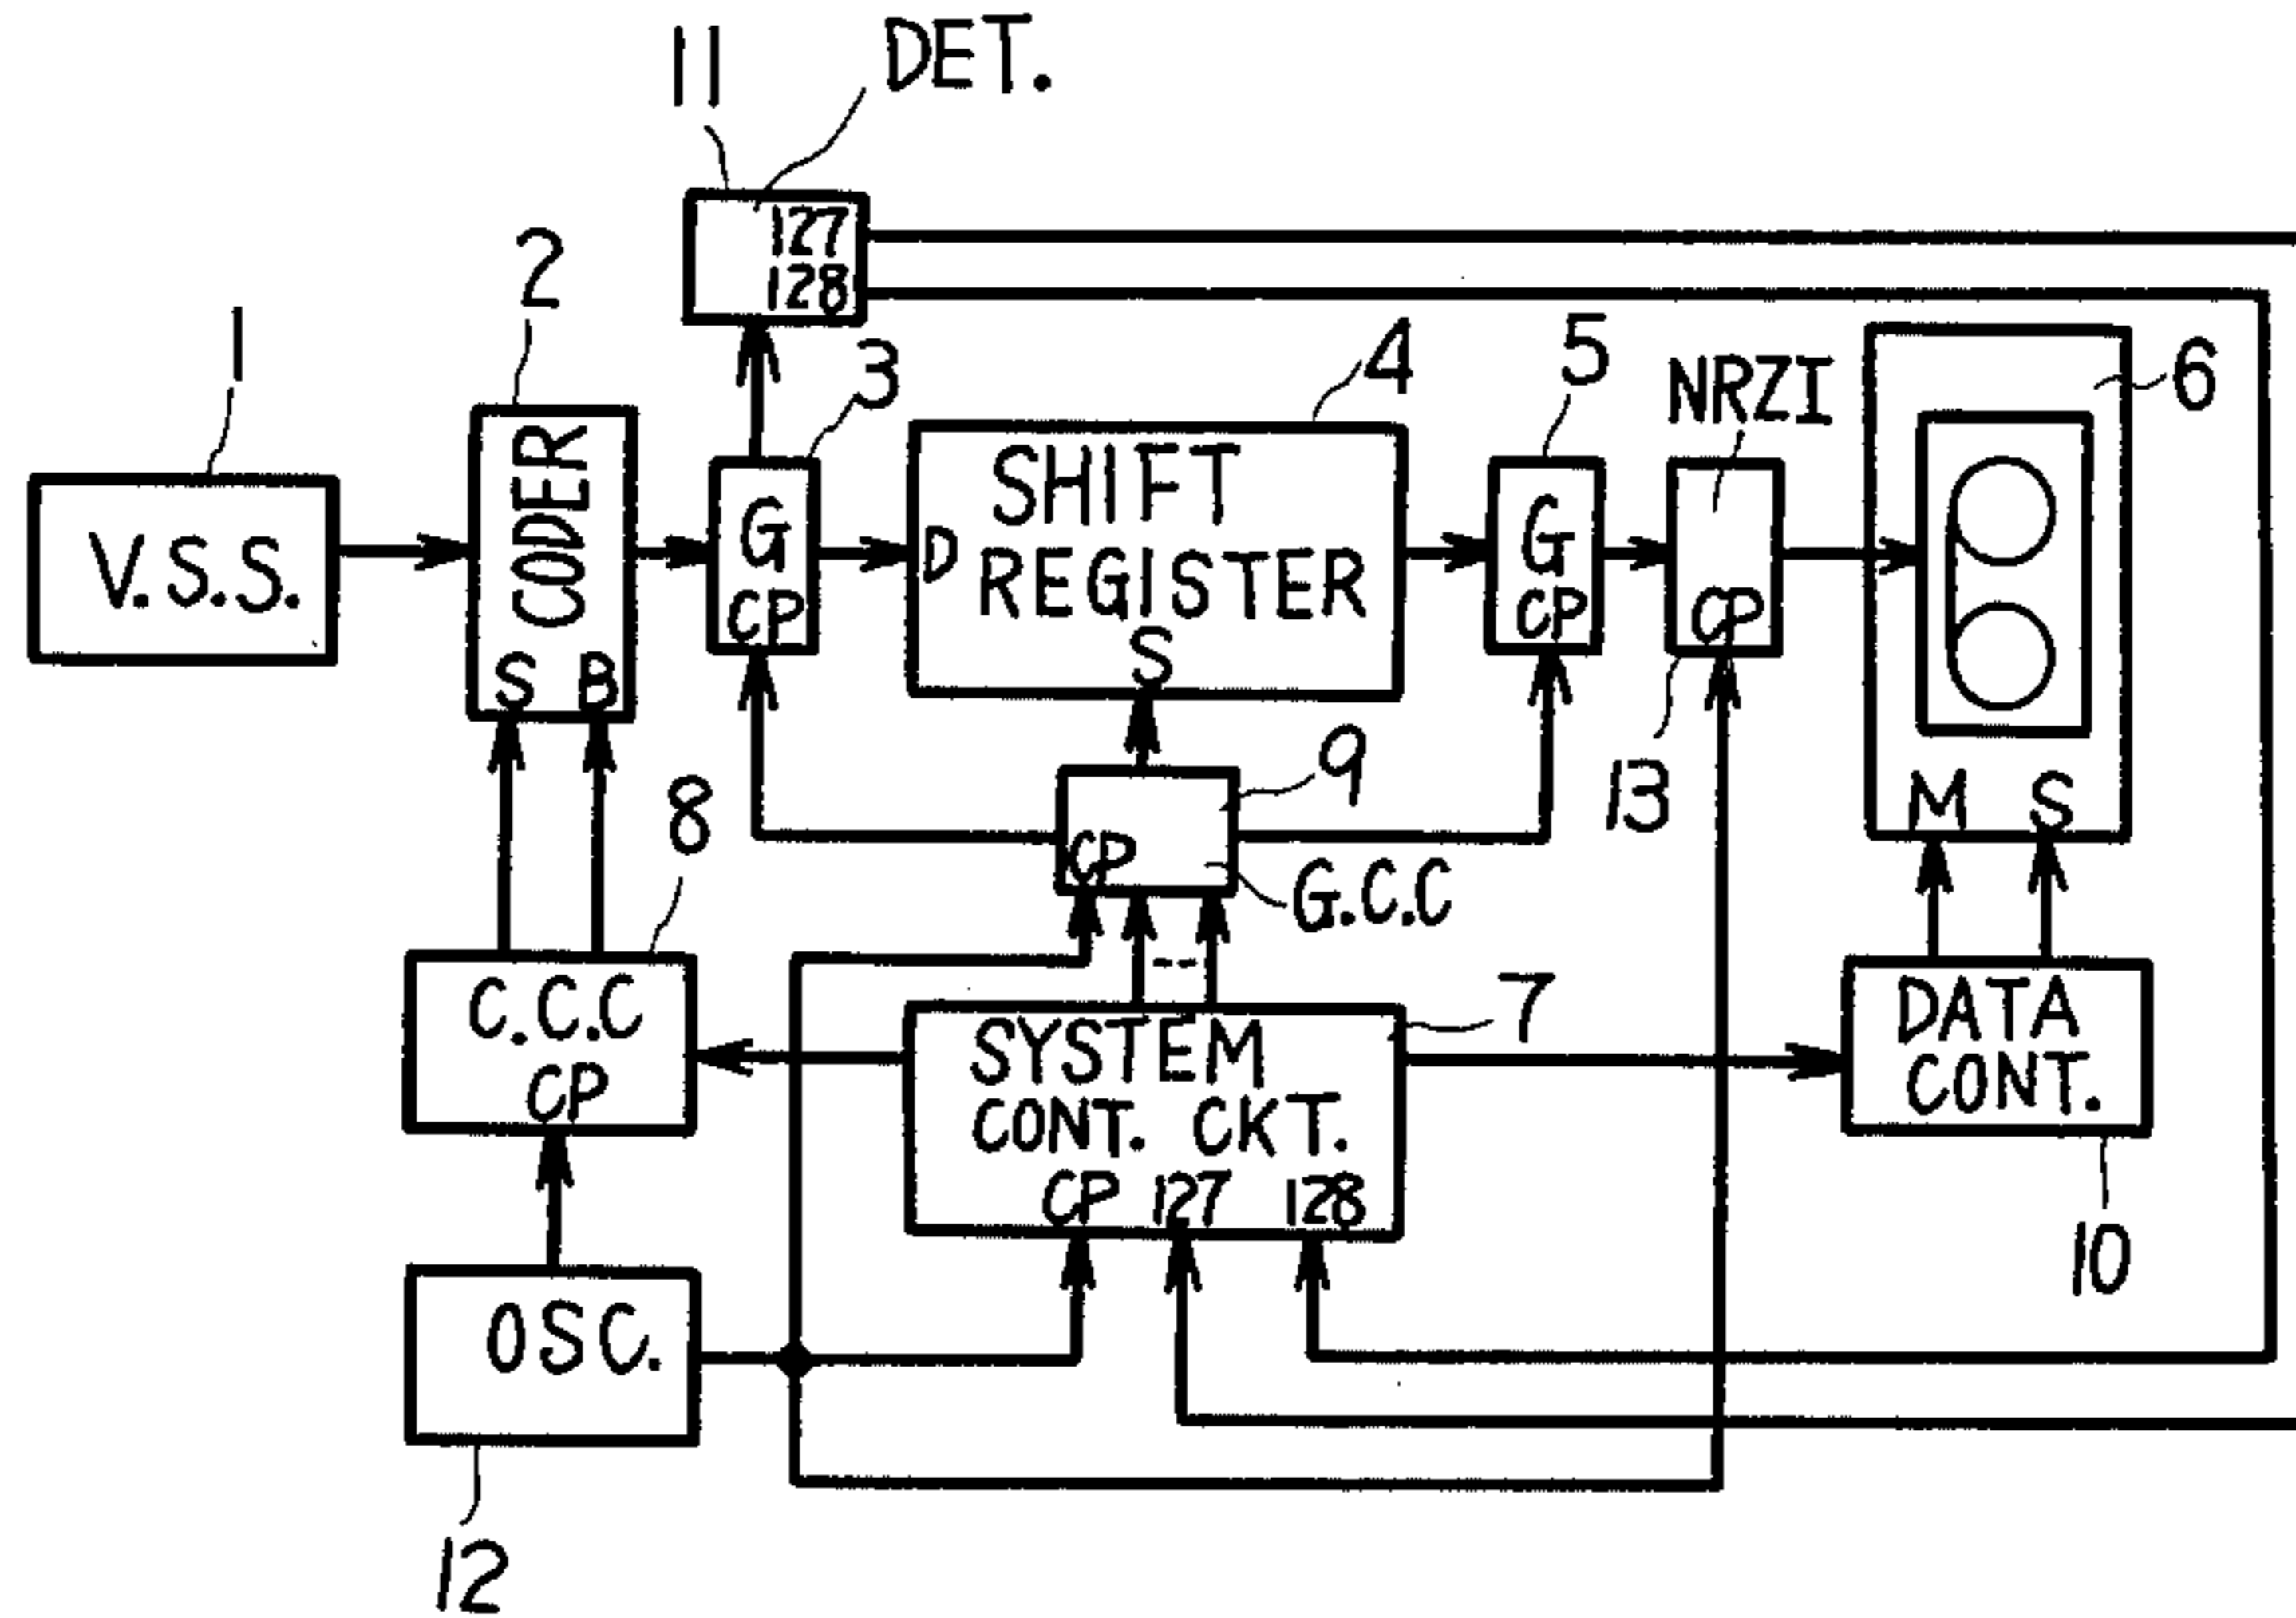 11
DET.
127
128
2
1
3
4
5
NRZI
6
V.S.S.
CODER
S B
G
CP
D
SHIFT
REGISTER
S
G
CP
CP
13
M S
8
9
CP
G.C.C
C.C.C
CP
7
SYSTEM
CONT. CKT.
CP 127 128
DATA
CONT.
10
OSC.
12